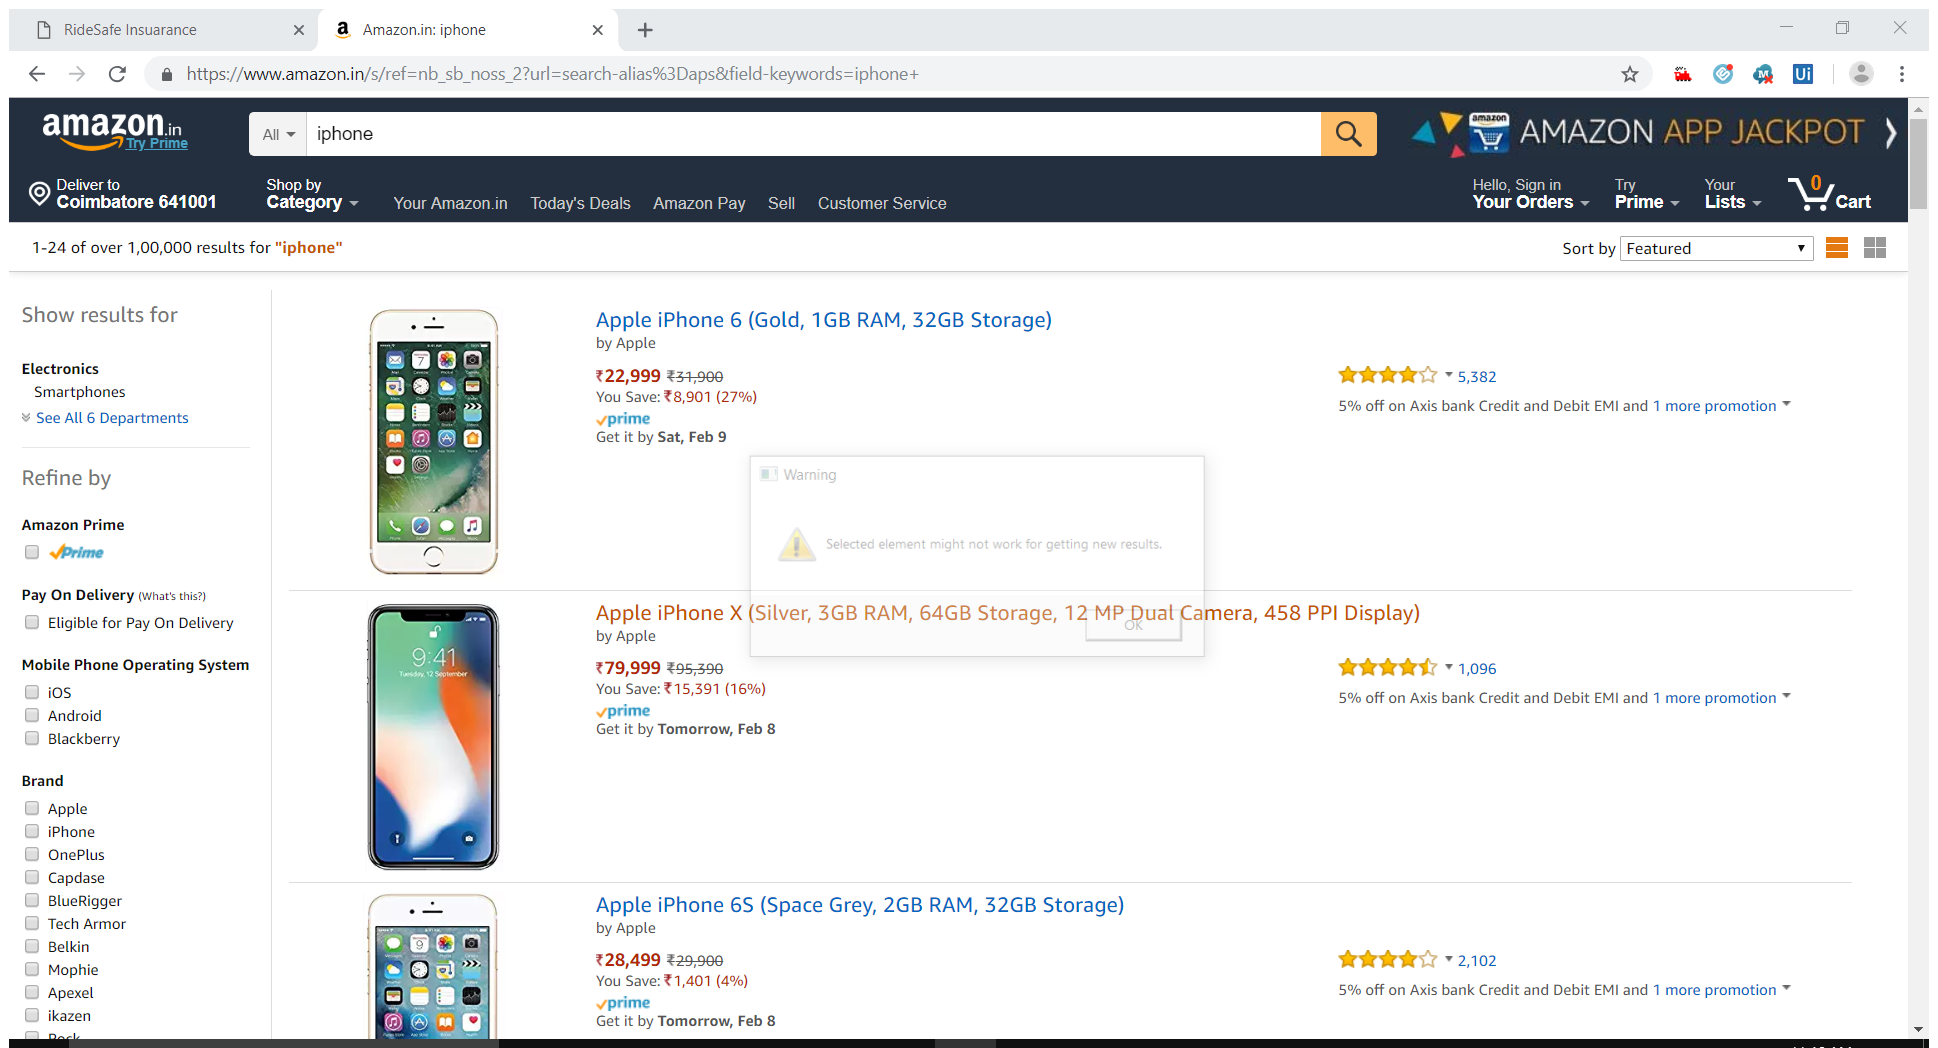 RideSafe Insuarance
Amazon.in: iphone
https://www.amazon.in/s/ref=nb_sb_noss_2?url=search-alias%3Daps&field-keywords=iphone+
Ui
amazon.in
Try Prime
All
iphone
amazon
AMAZON APP JACKPOT
Deliver to
Coimbatore 641001
Shop by
Category
Your Amazon.in
Today's Deals
Amazon Pay
Sell
Customer Service
Hello, Sign in
Your Orders
Try
Prime
Your
Lists
0
Cart
1-24 of over 1,00,000 results for "iphone"
Sort by
Featured
Show results for
Electronics
Smartphones
See All 6 Departments
Refine by
Amazon Prime
Prime
Pay On Delivery (What's this?)
Eligible for Pay On Delivery
Mobile Phone Operating System
iOS
Android
Blackberry
Brand
Apple
iPhone
OnePlus
Capdase
BlueRigger
Tech Armor
Belkin
Mophie
Apexel
ikazen
Rock
Apple iPhone 6 (Gold, 1GB RAM, 32GB Storage)
by Apple
₹22,999 ₹31,900
You Save: ₹8,901 (27%)
prime
Get it by Sat, Feb 9
5,382
5% off on Axis bank Credit and Debit EMI and 1 more promotion
Warning
Selected element might not work for getting new results.
OK
Apple iPhone X (Silver, 3GB RAM, 64GB Storage, 12 MP Dual Camera, 458 PPI Display)
by Apple
₹79,999 ₹95,390
You Save: ₹15,391 (16%)
prime
Get it by Tomorrow, Feb 8
1,096
5% off on Axis bank Credit and Debit EMI and 1 more promotion
9:41
Tuesday, 12 September
Apple iPhone 6S (Space Grey, 2GB RAM, 32GB Storage)
by Apple
₹28,499 ₹29,900
You Save: ₹1,401 (4%)
prime
Get it by Tomorrow, Feb 8
2,102
5% off on Axis bank Credit and Debit EMI and 1 more promotion